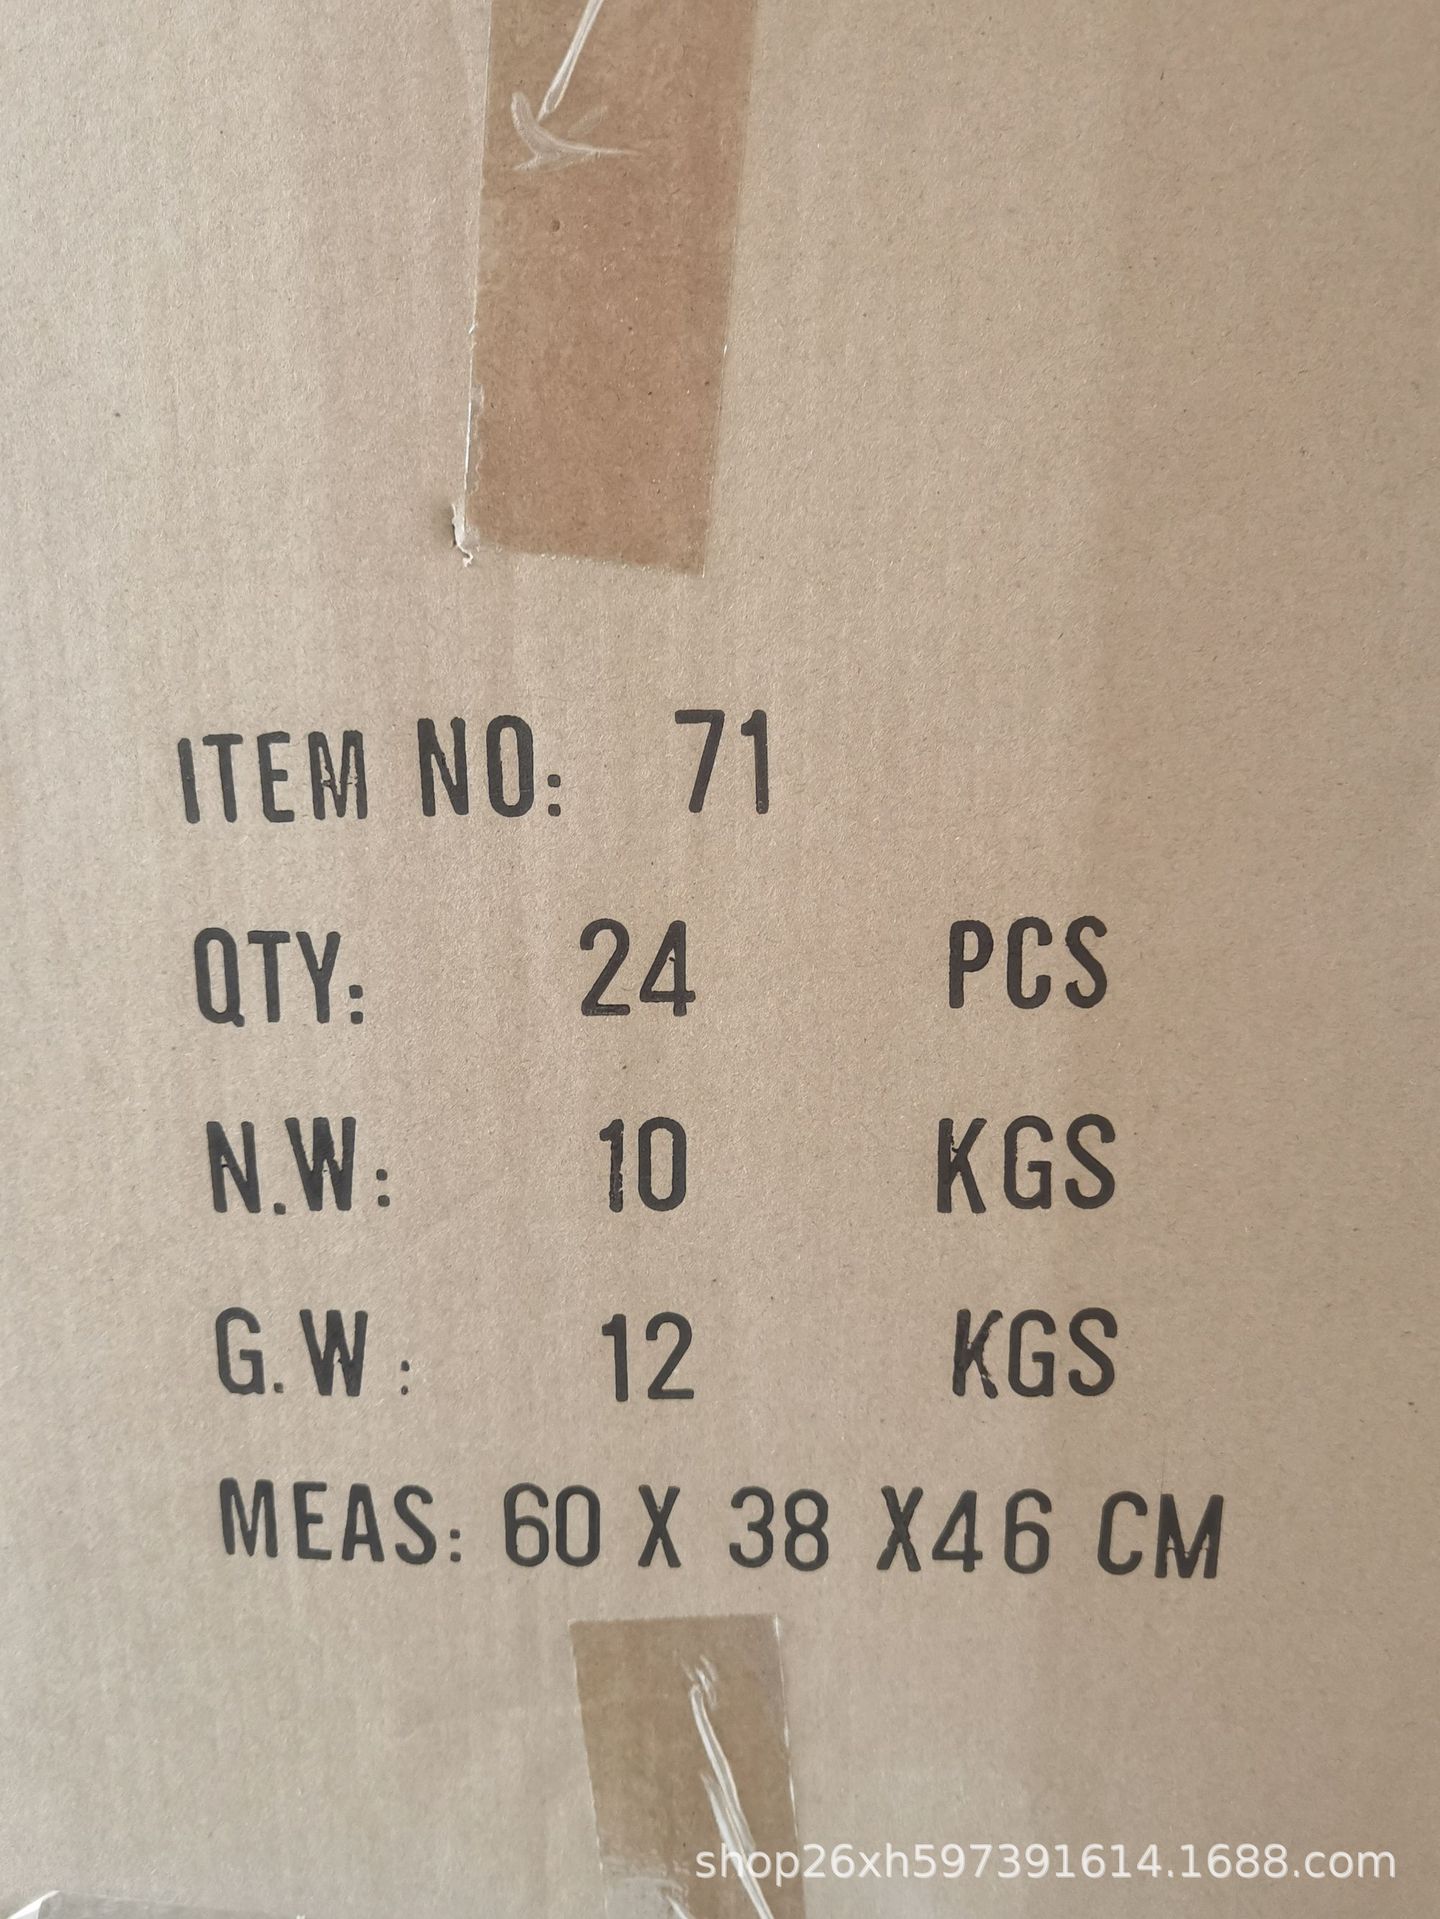 ITEM NO: 71
QTY: 24 PCS
N.W: 10 KGS
G.W: 12 KGS
MEAS: 60 X 38 X46 CM
shop26xh597391614.1688.com